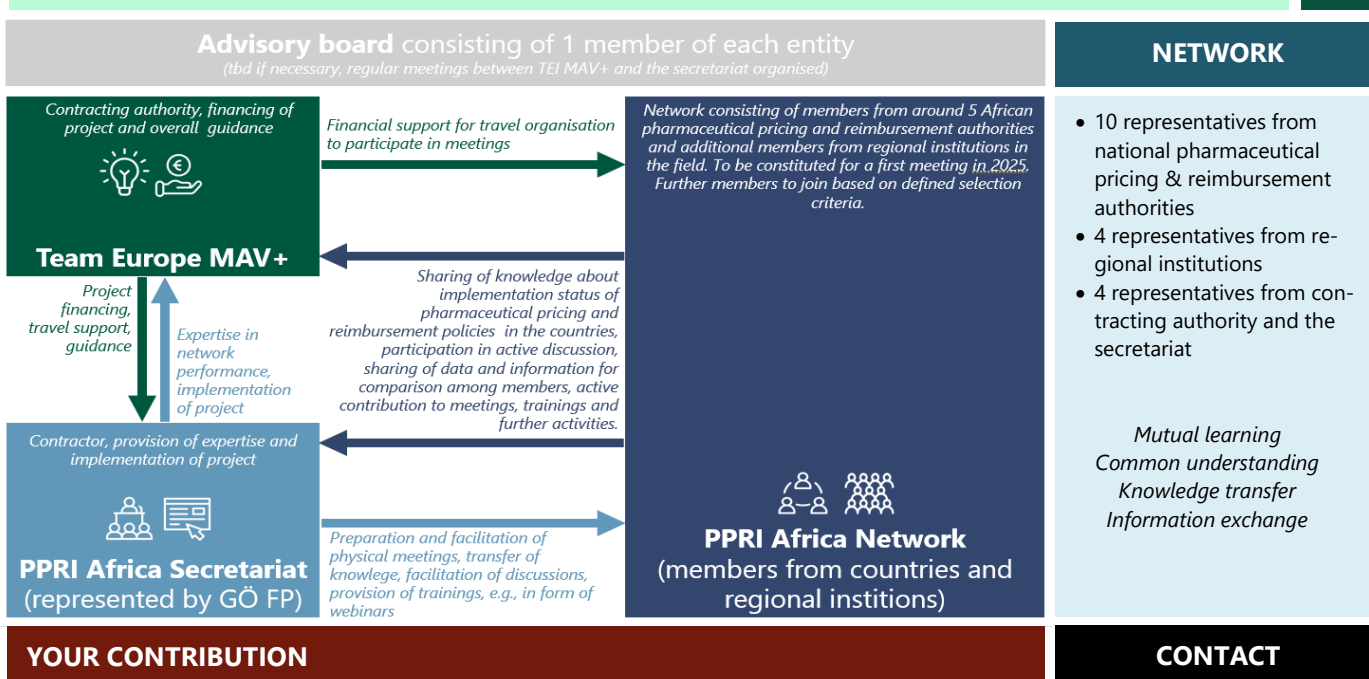 Advisory board consisting of 1 member of each entity
(tbd if necessary, regular meetings between TEI MAV+ and the secretariat organised)
Contracting authority, financing of
project and overall guidance
Team Europe MAV+
Financial support for travel organisation
to participate in meetings
Network consisting of members from around 5 African
pharmaceutical pricing and reimbursement authorities
and additional members from regional institutions in
the field. To be constituted for a first meeting in 2025.
Further members to join based on defined selection
criteria.
Project
financing,
travel support,
guidance
Expertise in
network
performance,
implementation
of project
Sharing of knowledge about
implementation status of
pharmaceutical pricing and
reimbursement policies in the countries,
participation in active discussion,
sharing of data and information for
comparison among members, active
contribution to meetings, trainings and
further activities.
Contractor, provision of expertise and
implementation of project
PPRI Africa Secretariat
(represented by GÖ FP)
Preparation and facilitation of
physical meetings, transfer of
knowlege, facilitation of discussions,
provision of trainings, e.g., in form of
webinars
PPRI Africa Network
(members from countries and
regional institions)
NETWORK
• 10 representatives from
national pharmaceutical
pricing & reimbursement
authorities
• 4 representatives from re-
gional institutions
• 4 representatives from con-
tracting authority and the
secretariat
Mutual learning
Common understanding
Knowledge transfer
Information exchange
YOUR CONTRIBUTION
CONTACT